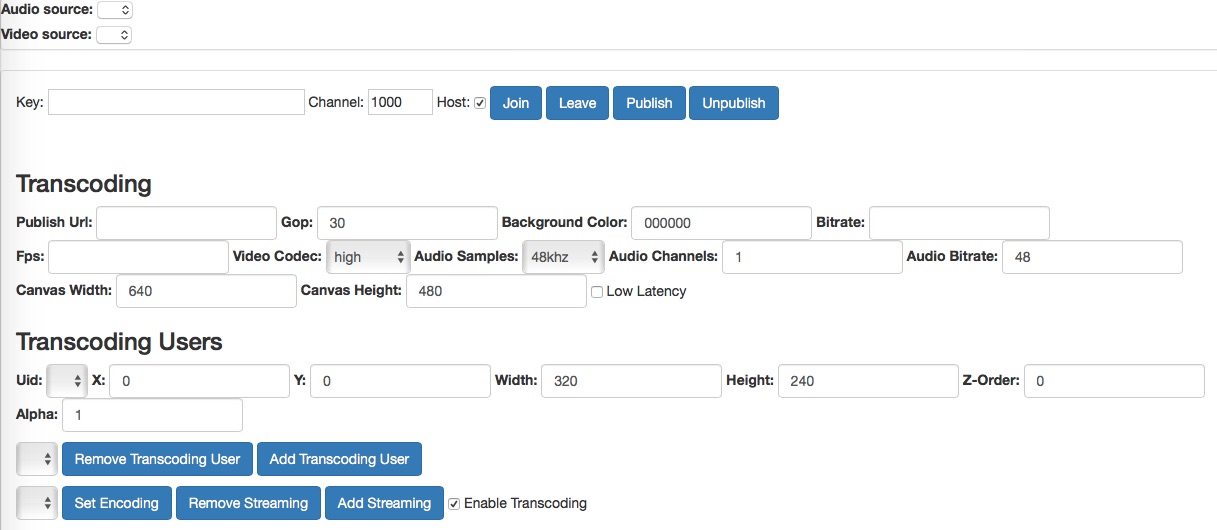 Audio source:
Video source:
Key: Channel: 1000 Host: Join Leave Publish Unpublish
Transcoding
Publish Url: Gop: 30 Background Color: 000000 Bitrate:
Fps: Video Codec: high Audio Samples: 48khz Audio Channels: 1 Audio Bitrate: 48
Canvas Width: 640 Canvas Height: 480 Low Latency
Transcoding Users
Uid: X: 0 Y: 0 Width: 320 Height: 240 Z-Order: 0
Alpha: 1
Remove Transcoding User Add Transcoding User
Set Encoding Remove Streaming Add Streaming Enable Transcoding